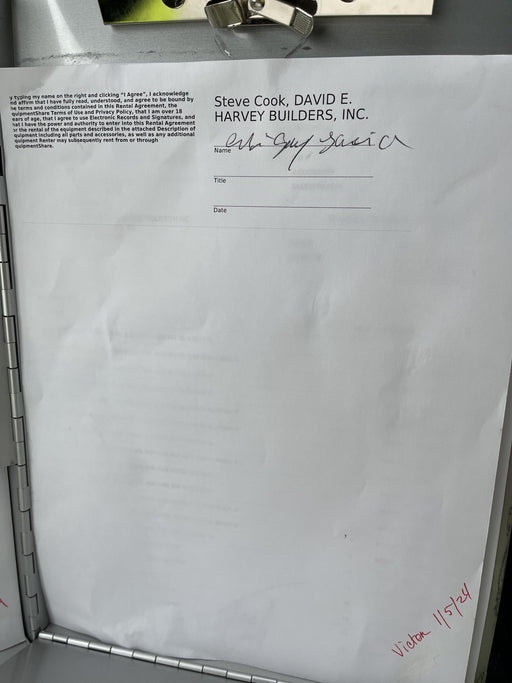 y typing my name on the right and clicking “I Agree”, I acknowledge
nd affirm that I have fully read, understood, and agree to be bound by
he terms and conditions contained in this Rental Agreement, the
quipmentShare Terms of Use and Privacy Policy, that I am over 18
ears of age, that I agree to use Electronic Records and Signatures, and
hat I have the power and authority to enter into this Rental Agreement
or the rental of the equipment described in the attached Description of
quipment including all parts and accessories, as well as any additional
quipment Renter may subsequently rent from or through
quipmentShare.
Steve Cook, DAVID E.
HARVEY BUILDERS, INC.
Name
Title
Date
Victor 1/5/24